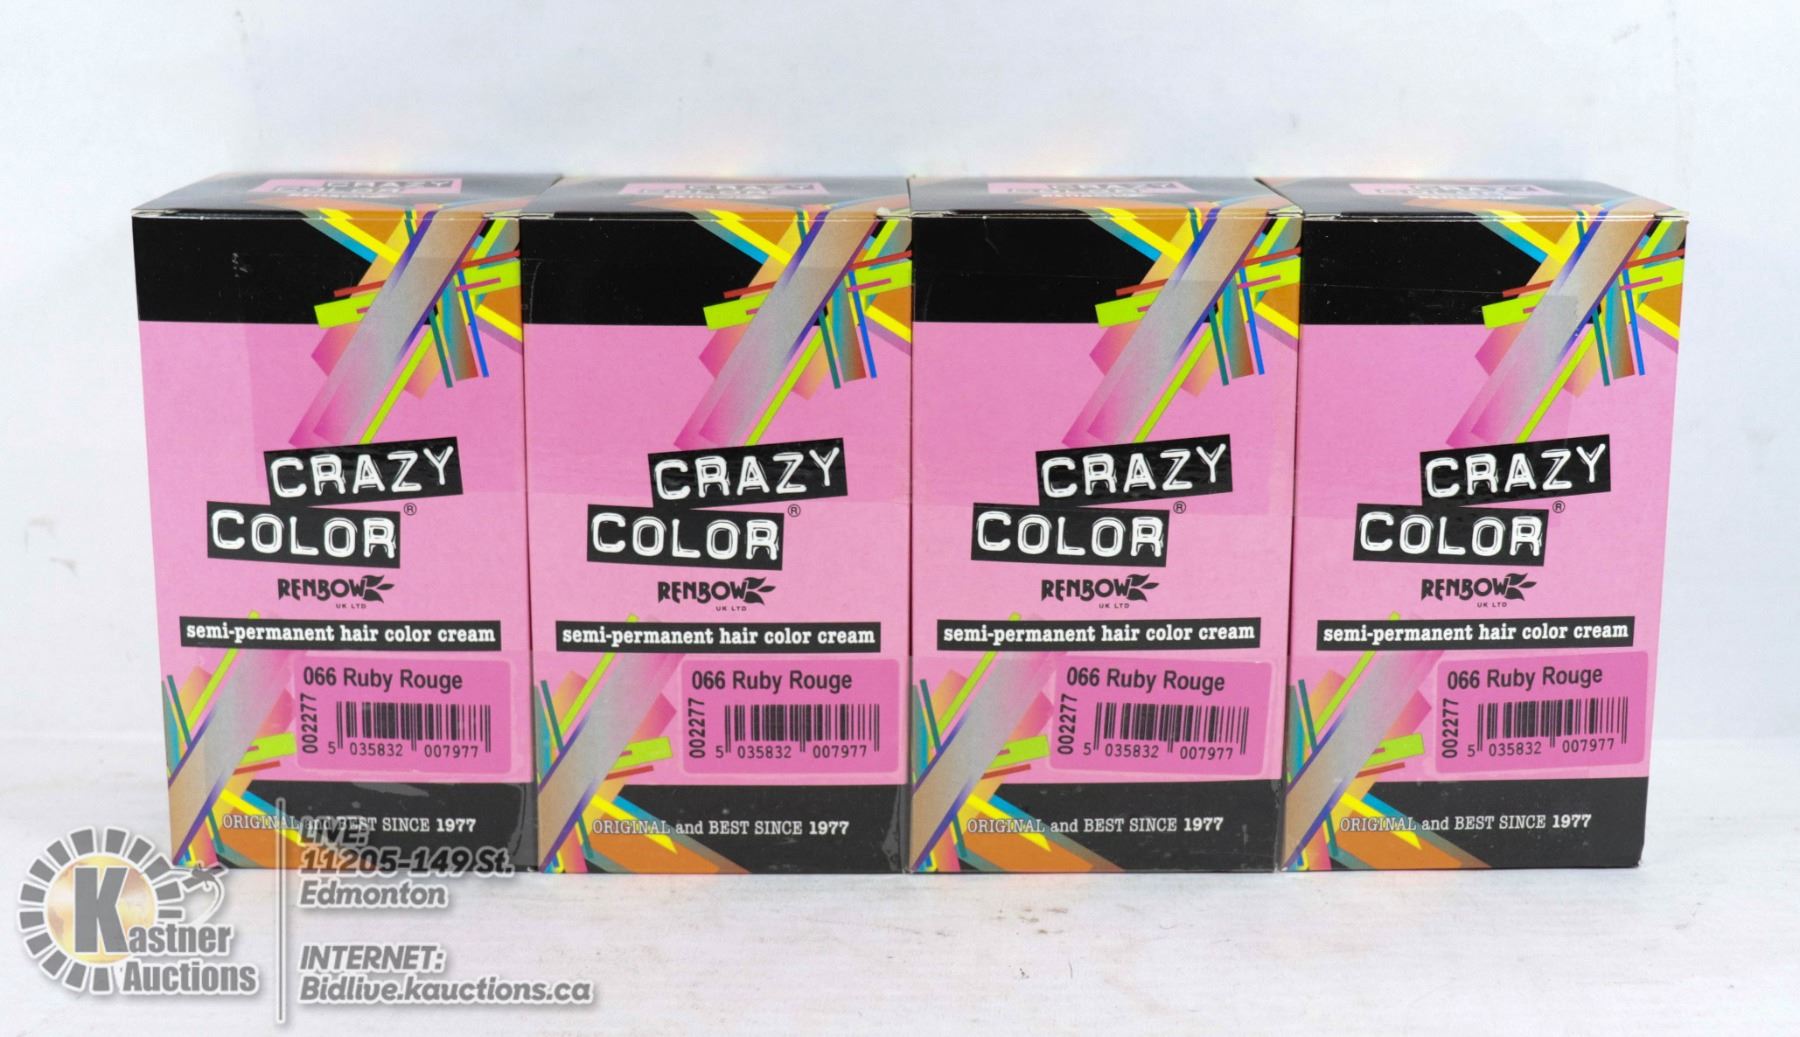 CRAZY
CRAZY
CRAZY
CRAZY
COLOR®
COLOR®
COLOR®
COLOR®
RENBOW
RENBOW
RENBOW
RENBOW
UK LTD
UK LTD
UK LTD
UK LTD
semi-permanent hair color cream
semi-permanent hair color cream
semi-permanent hair color cream
semi-permanent hair color cream
066 Ruby Rouge
002277
5 035832 007977
066 Ruby Rouge
002277
5 035832 007977
066 Ruby Rouge
002277
5 035832 007977
066 Ruby Rouge
002277
5 035832 007977
ORIGINAL and BEST SINCE 1977
ORIGINAL and BEST SINCE 1977
ORIGINAL and BEST SINCE 1977
ORIGINAL and BEST SINCE 1977
Kastner
Auctions
LIVE:
11205-149 St.
Edmonton
INTERNET:
Bidlive.kauctions.ca